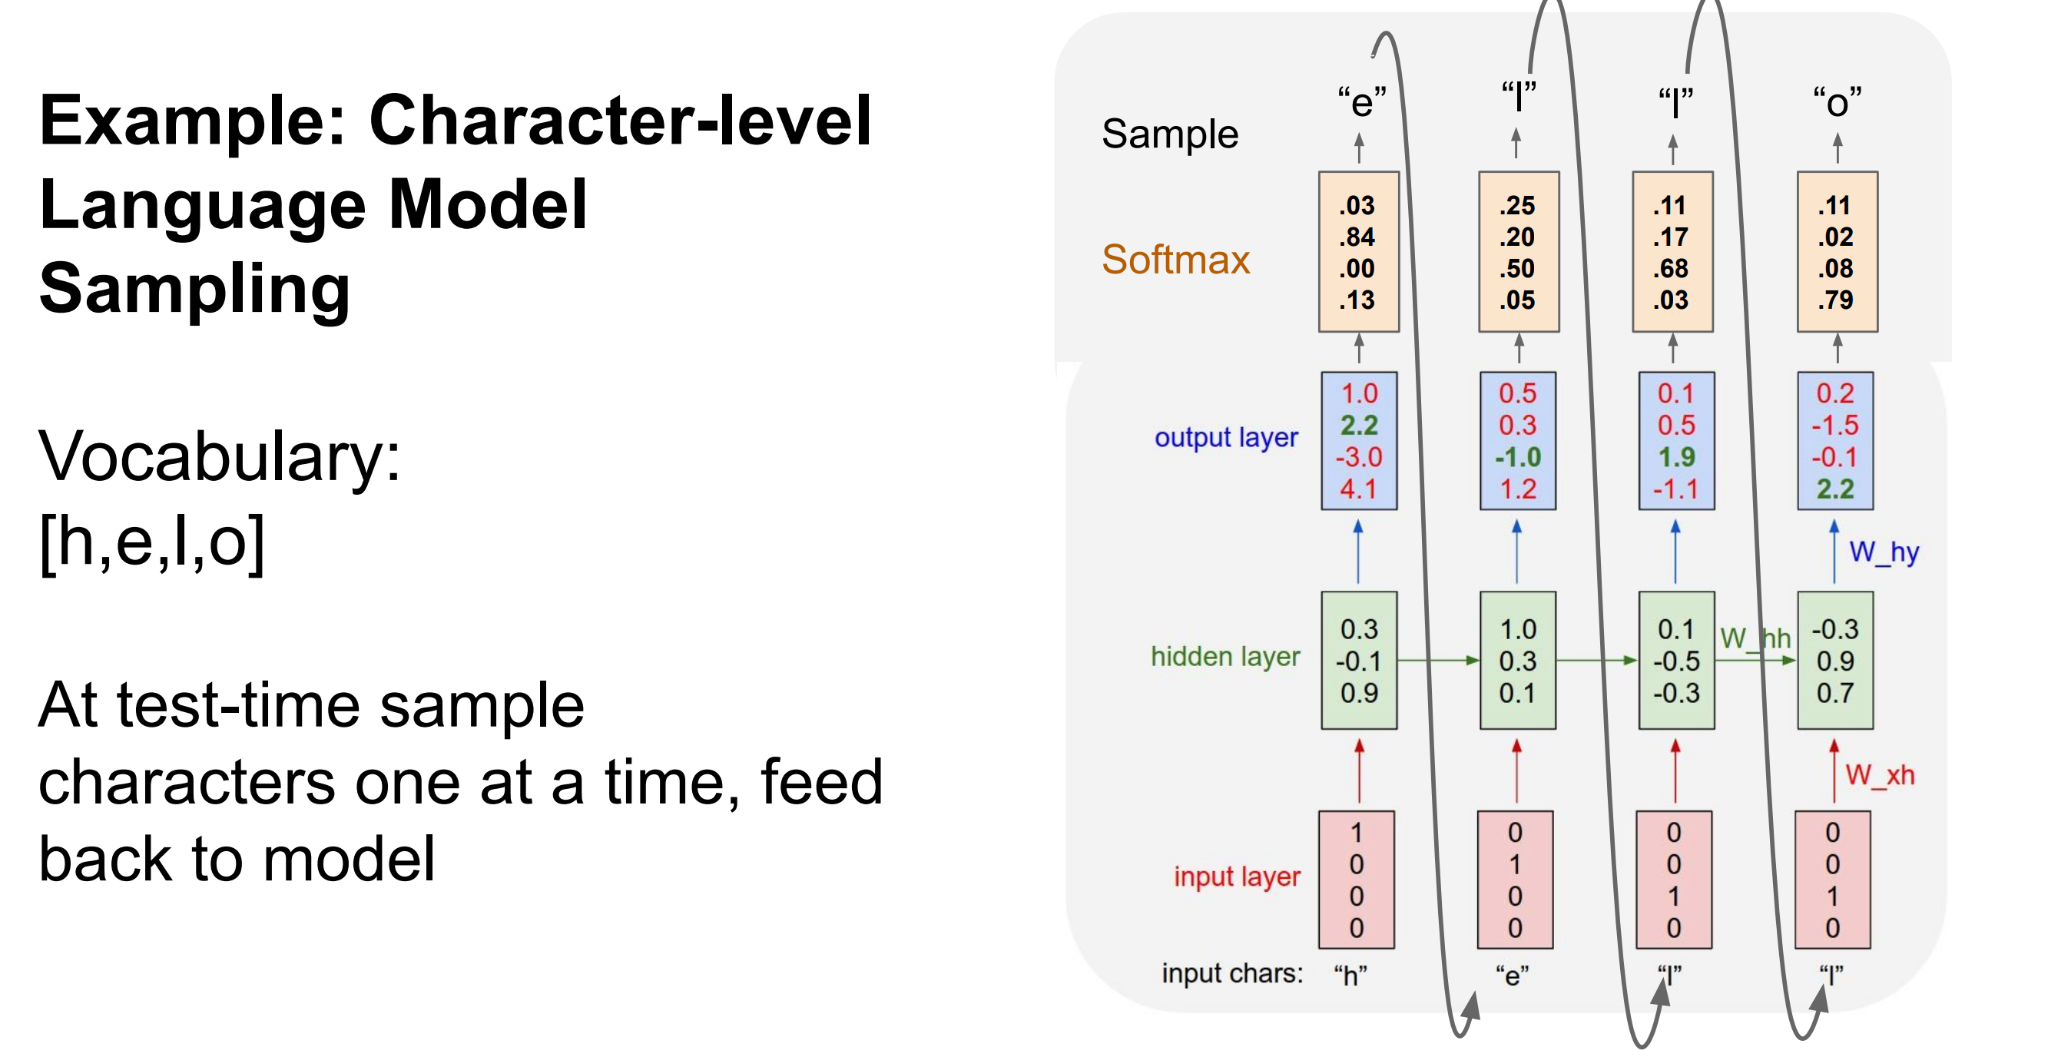 Example: Character-level
Language Model
Sampling
Vocabulary:
[h,e,l,o]
At test-time sample
characters one at a time, feed
back to model
“e” “l” “l” “o”
Sample
Softmax
.03 .25 .11 .11
.84 .20 .17 .02
.00 .50 .68 .08
.13 .05 .03 .79
output layer
1.0 0.5 0.1 0.2
2.2 0.3 0.5 -1.5
-3.0 -1.0 1.9 -0.1
4.1 1.2 -1.1 2.2
W_hy
hidden layer
0.3 1.0 0.1 -0.3
-0.1 0.3 -0.5 0.9
0.9 0.1 -0.3 0.7
W_hh
W_xh
input layer
1 0 0 0
0 1 0 0
0 0 1 1
0 0 0 0
input chars: “h” “e” “l” “l”